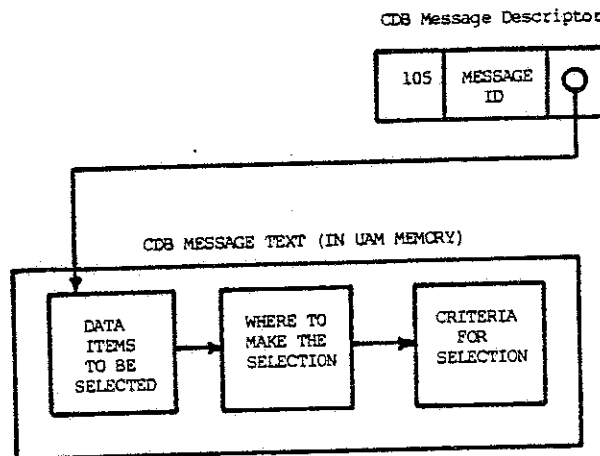 CDB Message Descriptor
105
MESSAGE
ID
CDB MESSAGE TEXT (IN UAM MEMORY)
DATA
ITEMS
TO BE
SELECTED
WHERE TO
MAKE THE
SELECTION
CRITERIA
FOR
SELECTION